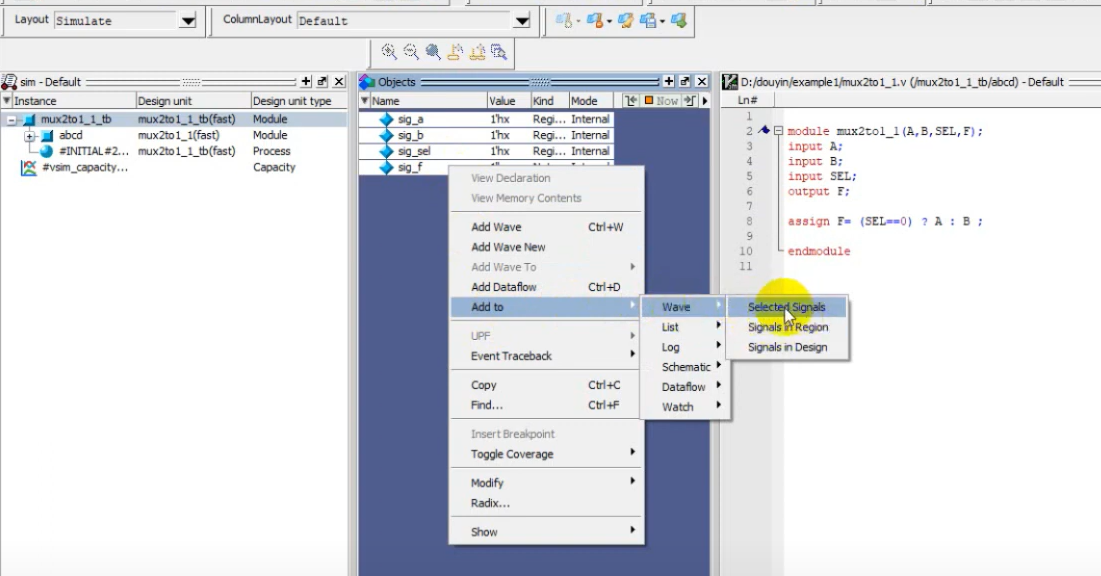 Layout Simulate
ColumnLayout Default
sim - Default
Instance Design unit Design unit type
mux2to1_1_tb mux2to1_1_tb(fast) Module
abcd mux2to1_1(fast) Module
#INITIAL#2... mux2to1_1_tb(fast) Process
#vsim_capacity... Capacity
Objects
Name Value Kind Mode Now
sig_a 1'hx Regi... Internal
sig_b 1'hx Regi... Internal
sig_sel 1'hx Regi... Internal
sig_f
View Declaration
View Memory Contents
Add Wave Ctrl+W
Add Wave New
Add Wave To
Add Dataflow Ctrl+D
Add to
UPF
Event Traceback
Copy Ctrl+C
Find... Ctrl+F
Insert Breakpoint
Toggle Coverage
Modify
Radix...
Show
Wave
List
Log
Schematic
Dataflow
Watch
Selected Signals
Signals in Region
Signals in Design
D:/douyin/example1/mux2to1_1.v (/mux2to1_1_tb/abcd) - Default
Ln#
1
2 module mux2to1_1(A,B,SEL,F);
3 input A;
4 input B;
5 input SEL;
6 output F;
7
8 assign F= (SEL==0) ? A : B ;
9
10 endmodule
11